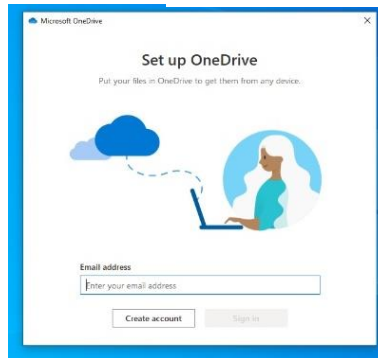 Microsoft OneDrive
Set up OneDrive
Put your files in OneDrive to get them from any device.
Email address
Enter your email address
Create account
Sign in